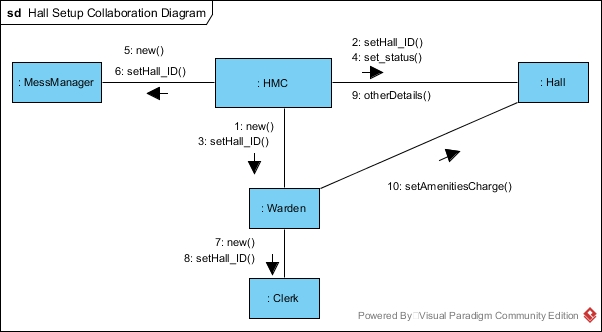 sd Hall Setup Collaboration Diagram
5: new()
2: setHall_ID()
4: set_status()
6: setHall_ID()
: MessManager
: HMC
: Hall
9: otherDetails()
1: new()
3: setHall_ID()
10: setAmenitiesCharge()
: Warden
7: new()
8: setHall_ID()
: Clerk
Powered By Visual Paradigm Community Edition